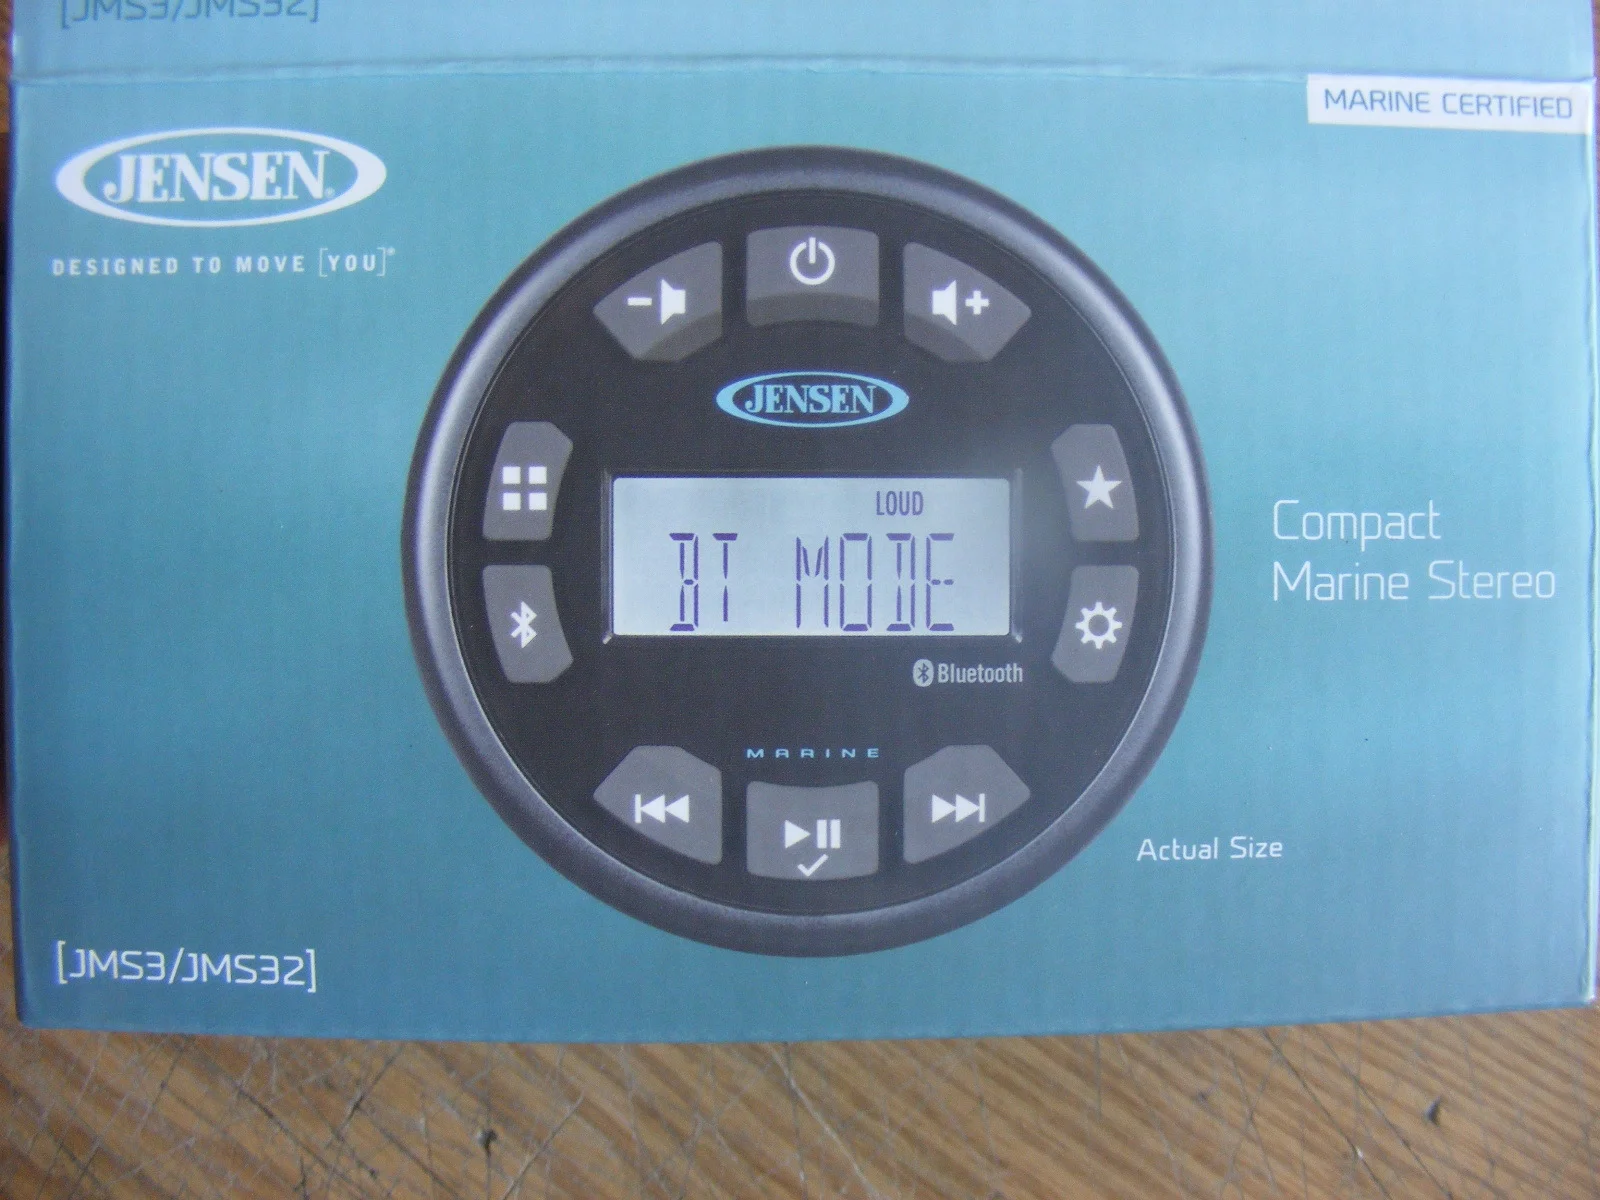 [JMS3/JMS32]
MARINE CERTIFIED
JENSEN®
DESIGNED TO MOVE [YOU]®
JENSEN
LOUD
BT MODE
Bluetooth
Compact
Marine Stereo
MARINE
Actual Size
[JMS3/JMS32]